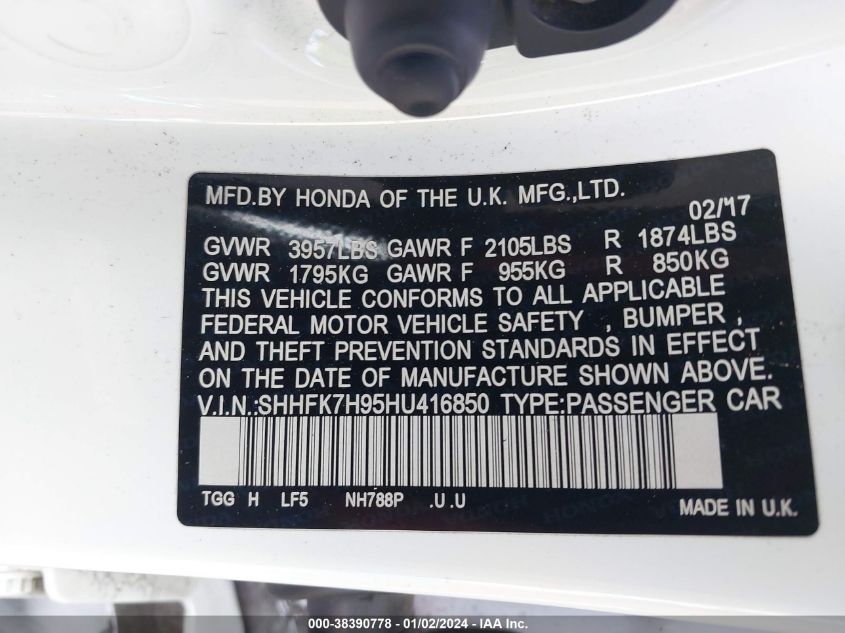 MFD.BY HONDA OF THE U.K. MFG.,LTD.
02/17
GVWR 3957LBS GAWR F 2105LBS R 1874LBS
GVWR 1795KG GAWR F 955KG R 850KG
THIS VEHICLE CONFORMS TO ALL APPLICABLE
FEDERAL MOTOR VEHICLE SAFETY , BUMPER ,
AND THEFT PREVENTION STANDARDS IN EFFECT
ON THE DATE OF MANUFACTURE SHOWN ABOVE.
V.I.N.:SHHFK7H95HU416850 TYPE:PASSENGER CAR
TGG H LF5 NH788P .U .U
MADE IN U.K.
000-38390778 - 01/02/2024 - IAA Inc.